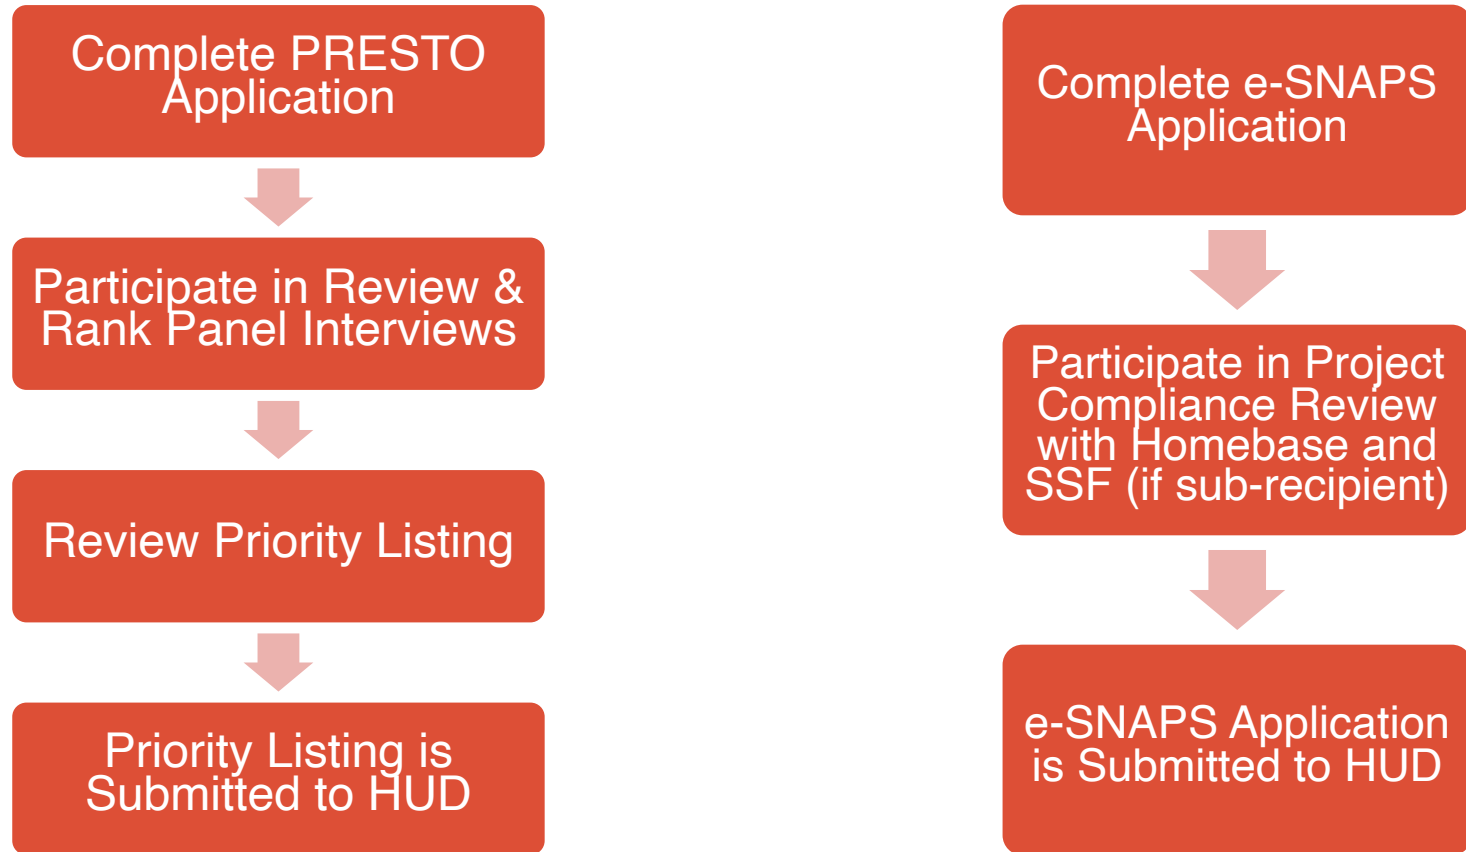 Complete PRESTO
Application
Participate in Review &
Rank Panel Interviews
Review Priority Listing
Priority Listing is
Submitted to HUD
Complete e-SNAPS
Application
Participate in Project
Compliance Review
with Homebase and
SSF (if sub-recipient)
e-SNAPS Application
is Submitted to HUD